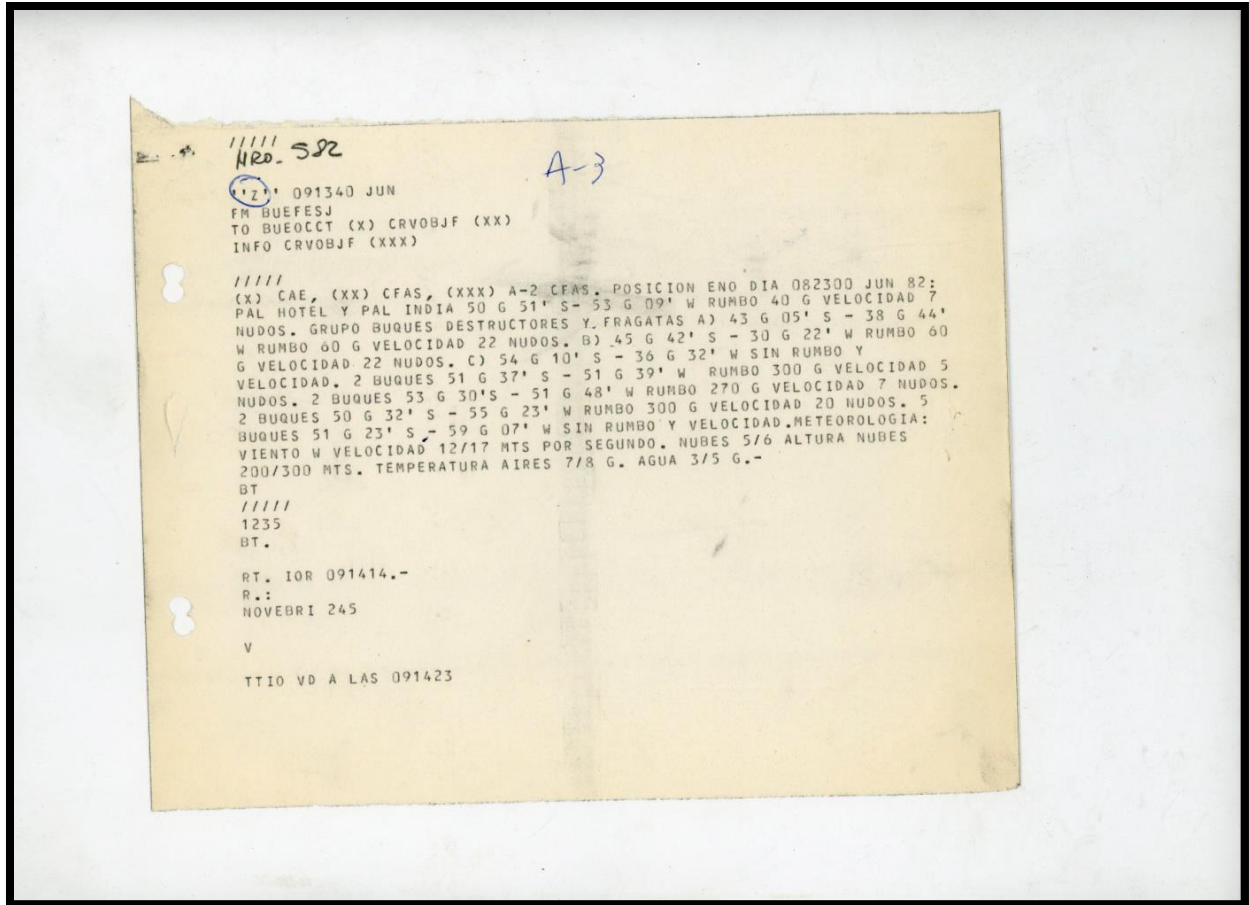 /////
NRO. 582
A-3
''Z'' 091340 JUN
FM BUEFESJ
TO BUEOCCT (X) CRVOBJF (XX)
INFO CRVOBJF (XXX)
/////
(X) CAE, (XX) CFAS, (XXX) A-2 CFAS. POSICION ENO DIA 082300 JUN 82:
PAL HOTEL Y PAL INDIA 50 G 51' S- 53 G 09' W RUMBO 40 G VELOCIDAD 7
NUDOS. GRUPO BUQUES DESTRUCTORES Y FRAGATAS A) 43 G 05' S - 38 G 44'
W RUMBO 60 G VELOCIDAD 22 NUDOS. B) 45 G 42' S - 30 G 22' W RUMBO 60
G VELOCIDAD 22 NUDOS. C) 54 G 10' S - 36 G 32' W SIN RUMBO Y
VELOCIDAD. 2 BUQUES 51 G 37' S - 51 G 39' W RUMBO 300 G VELOCIDAD 5
NUDOS. 2 BUQUES 53 G 30'S - 51 G 48' W RUMBO 270 G VELOCIDAD 7 NUDOS.
2 BUQUES 50 G 32' S - 55 G 23' W RUMBO 300 G VELOCIDAD 20 NUDOS. 5
BUQUES 51 G 23' S - 59 G 07' W SIN RUMBO Y VELOCIDAD.METEOROLOGIA:
VIENTO W VELOCIDAD 12/17 MTS POR SEGUNDO. NUBES 5/6 ALTURA NUBES
200/300 MTS. TEMPERATURA AIRES 7/8 G. AGUA 3/5 G.-
BT
/////
1235
BT.
RT. IOR 091414.-
R.:
NOVEBRI 245
V
TTIO VD A LAS 091423